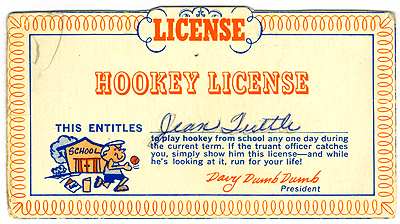 LICENSE
HOOKEY LICENSE
THIS ENTITLES Jean Tuttle
to play hookey from school any one day during
the current term. If the truant officer catches
you, simply show him this license—and while
he's looking at it, run for your life!
SCHOOL
Davy Dumb Dumb
President